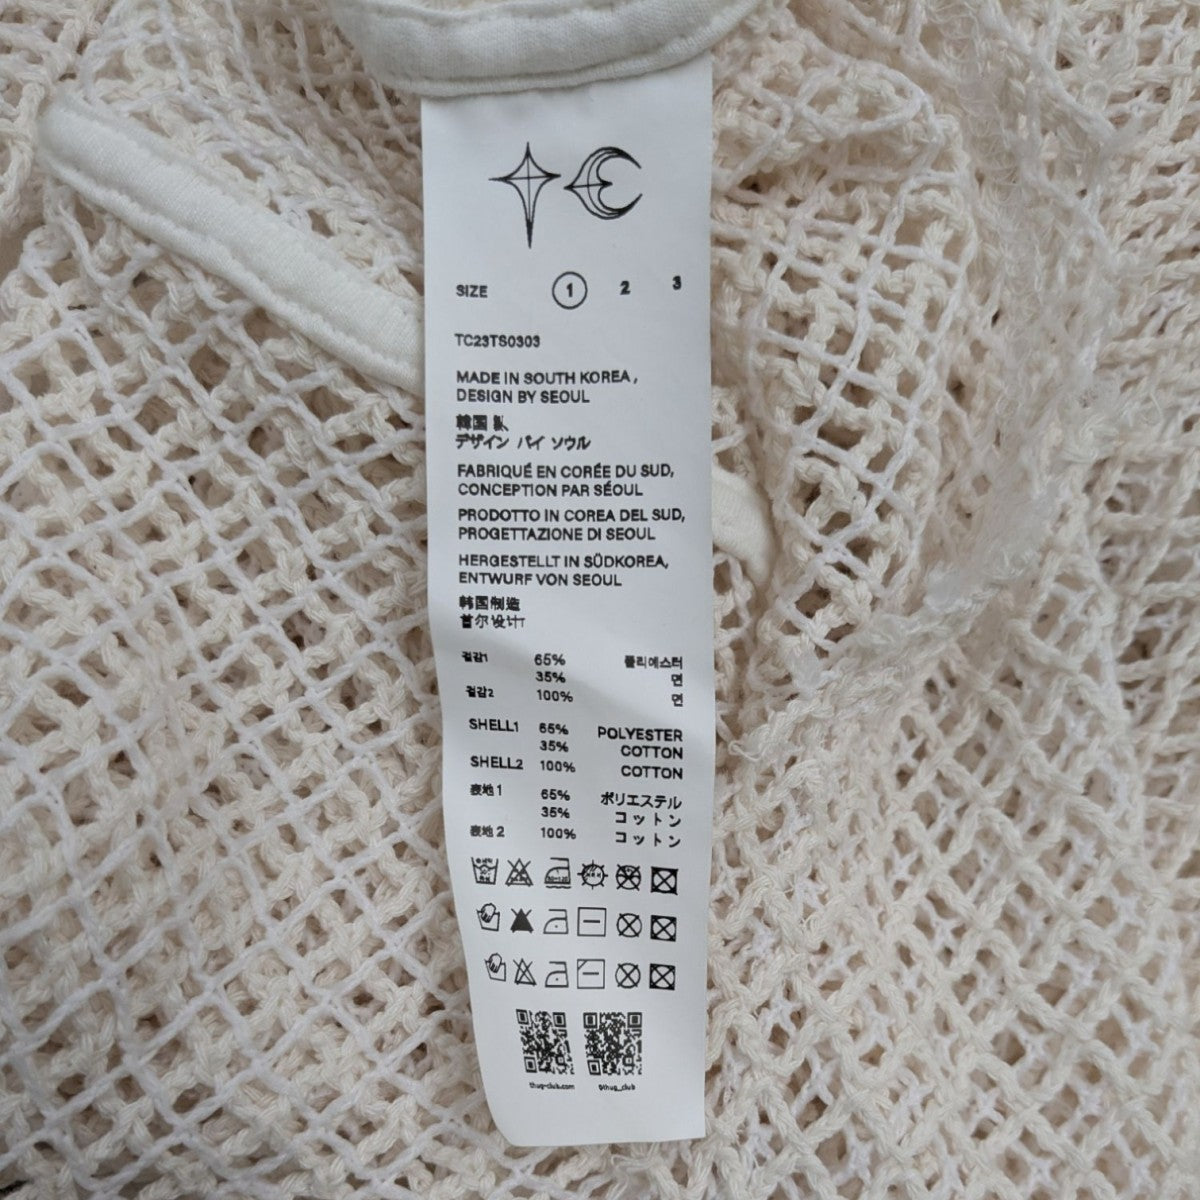 SIZE 1 2 3
TC23TS0303
MADE IN SOUTH KOREA,
DESIGN BY SEOUL
韓国製
デザイン バイ ソウル
FABRIQUÉ EN CORÉE DU SUD,
CONCEPTION PAR SÉOUL
PRODOTTO IN COREA DEL SUD,
PROGETTAZIONE DI SEOUL
HERGESTELLT IN SÜDKOREA,
ENTWURF VON SEOUL
韩国制造
首尔设计
겉감1 65% 폴리에스터
35% 면
겉감2 100% 면
SHELL1 65% POLYESTER
35% COTTON
SHELL2 100% COTTON
表地1 65% ポリエステル
35% コットン
表地2 100% コットン
thug-club.com @thug_club